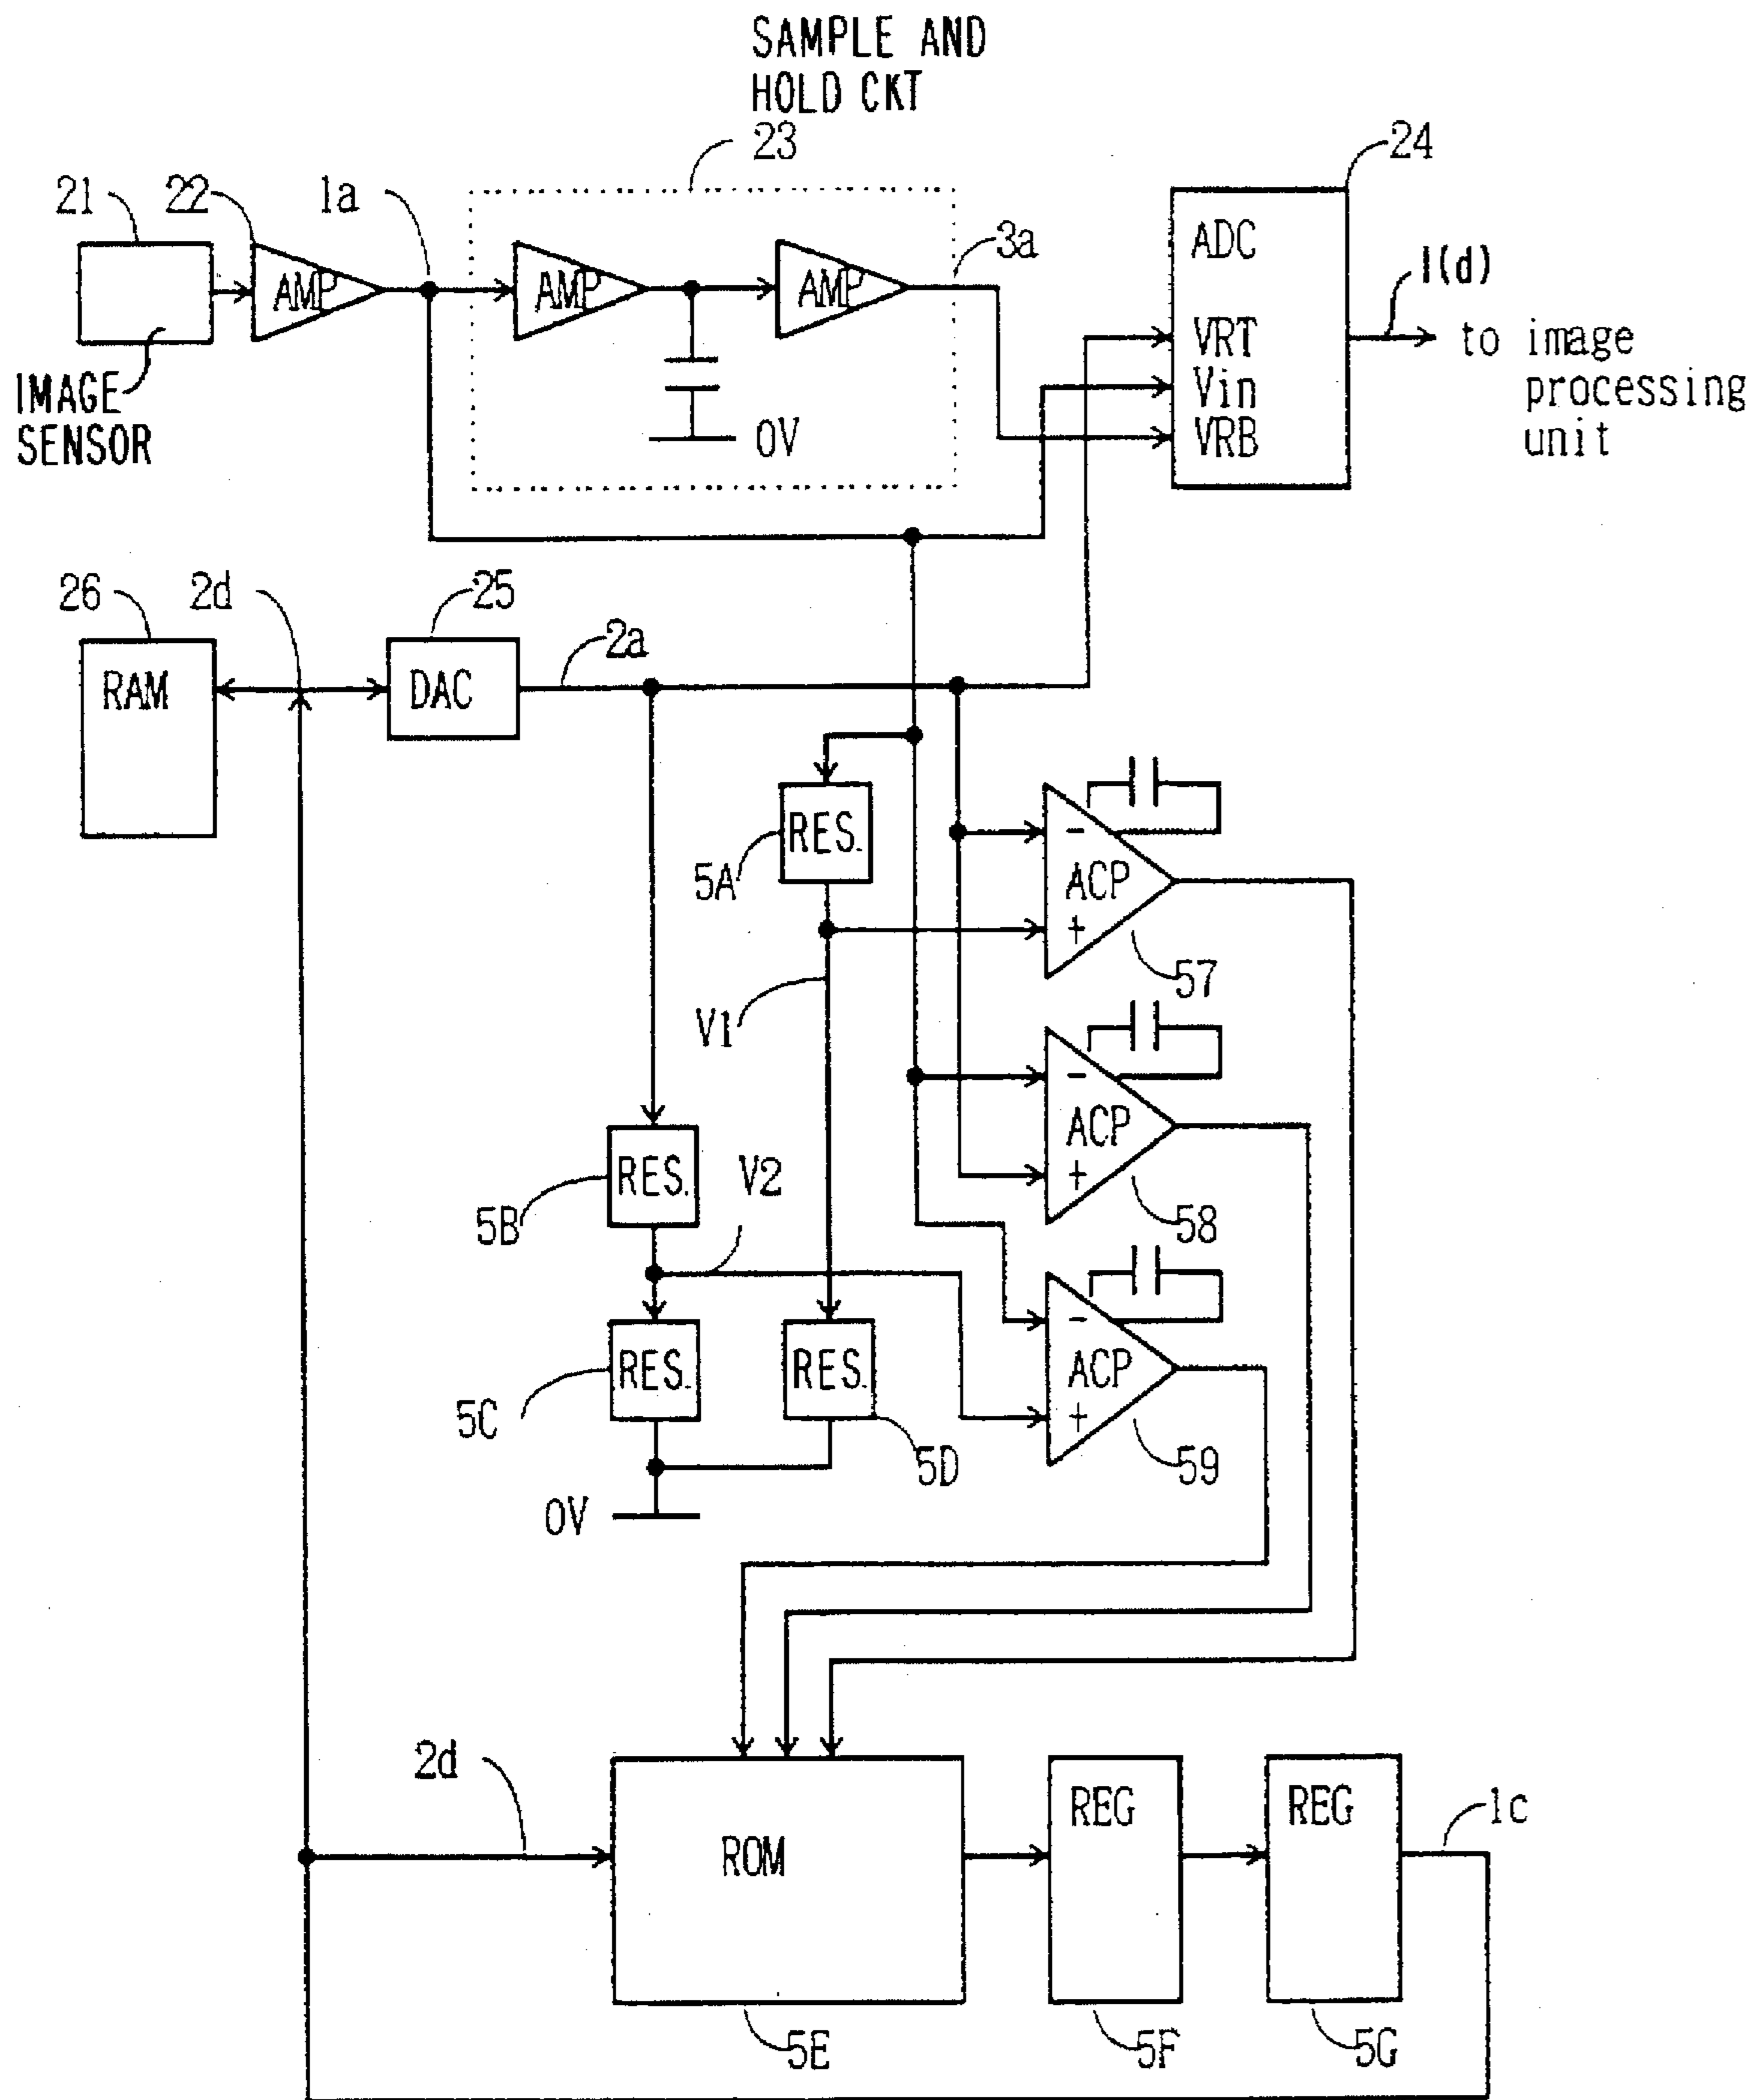 SAMPLE AND
HOLD CKT
23
24
21
22
1a
3a
ADC
AMP
AMP
AMP
1(d)
VRT
to image
Vin
processing
VRB
unit
IMAGE
SENSOR
0V
26
2d
25
2a
RAM
DAC
RES.
5A
-
ACP
+
57
V1
-
ACP
+
58
RES.
V2
5B
-
ACP
+
59
RES.
RES.
5C
5D
0V
2d
ROM
REG
REG
1c
5E
5F
5G